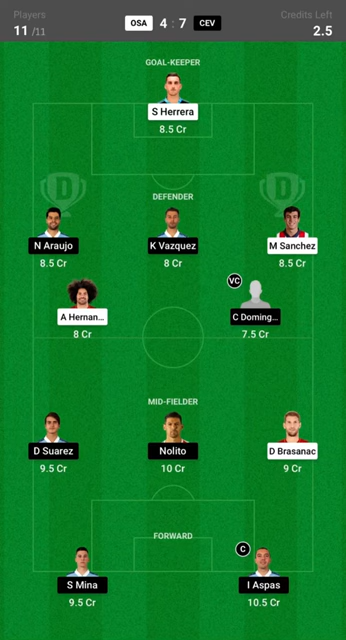 Players
11 /11
OSA 4 : 7 CEV
Credits Left
2.5
GOAL-KEEPER
S Herrera
8.5 Cr
D
D
DEFENDER
N Araujo
K Vazquez
M Sanchez
8.5 Cr
8 Cr
8.5 Cr
VC
A Hernan...
C Doming...
8 Cr
7.5 Cr
MID-FIELDER
D Suarez
Nolito
D Brasanac
9.5 Cr
10 Cr
9 Cr
FORWARD
C
S Mina
I Aspas
9.5 Cr
10.5 Cr